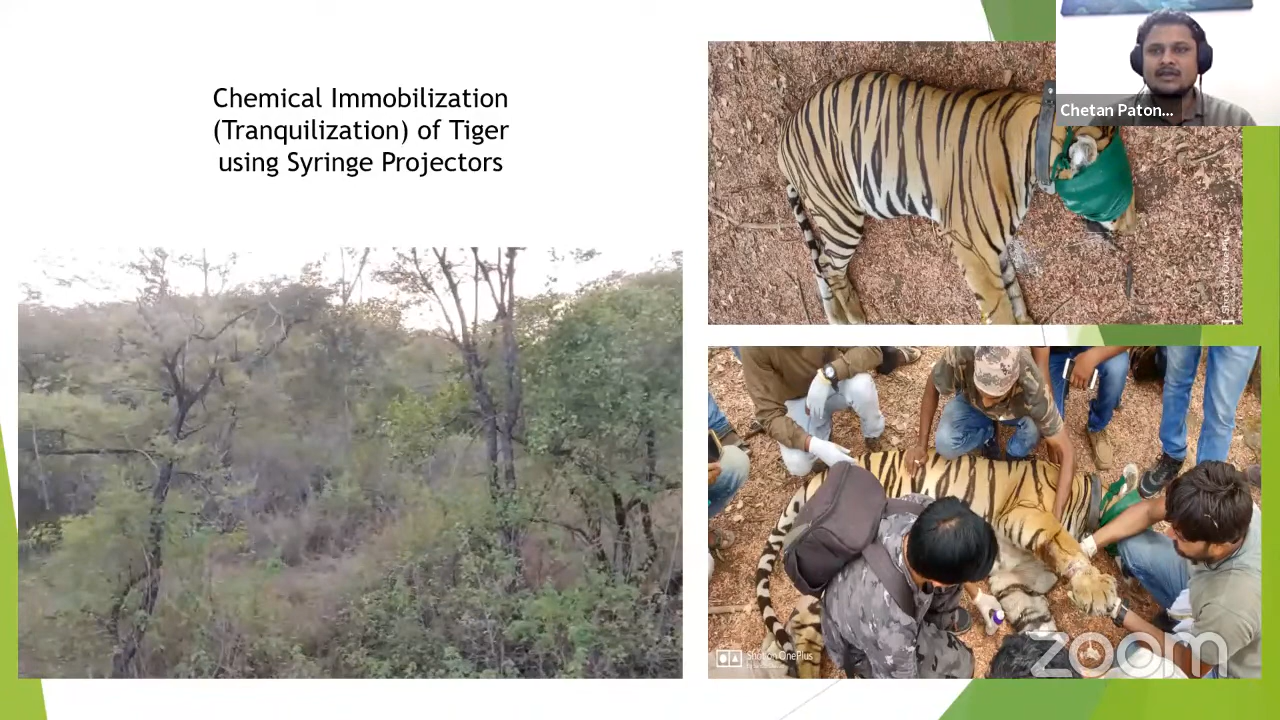 Chemical Immobilization
(Tranquilization) of Tiger
using Syringe Projectors
Chetan Paton...
Shot on OnePlus
zoom